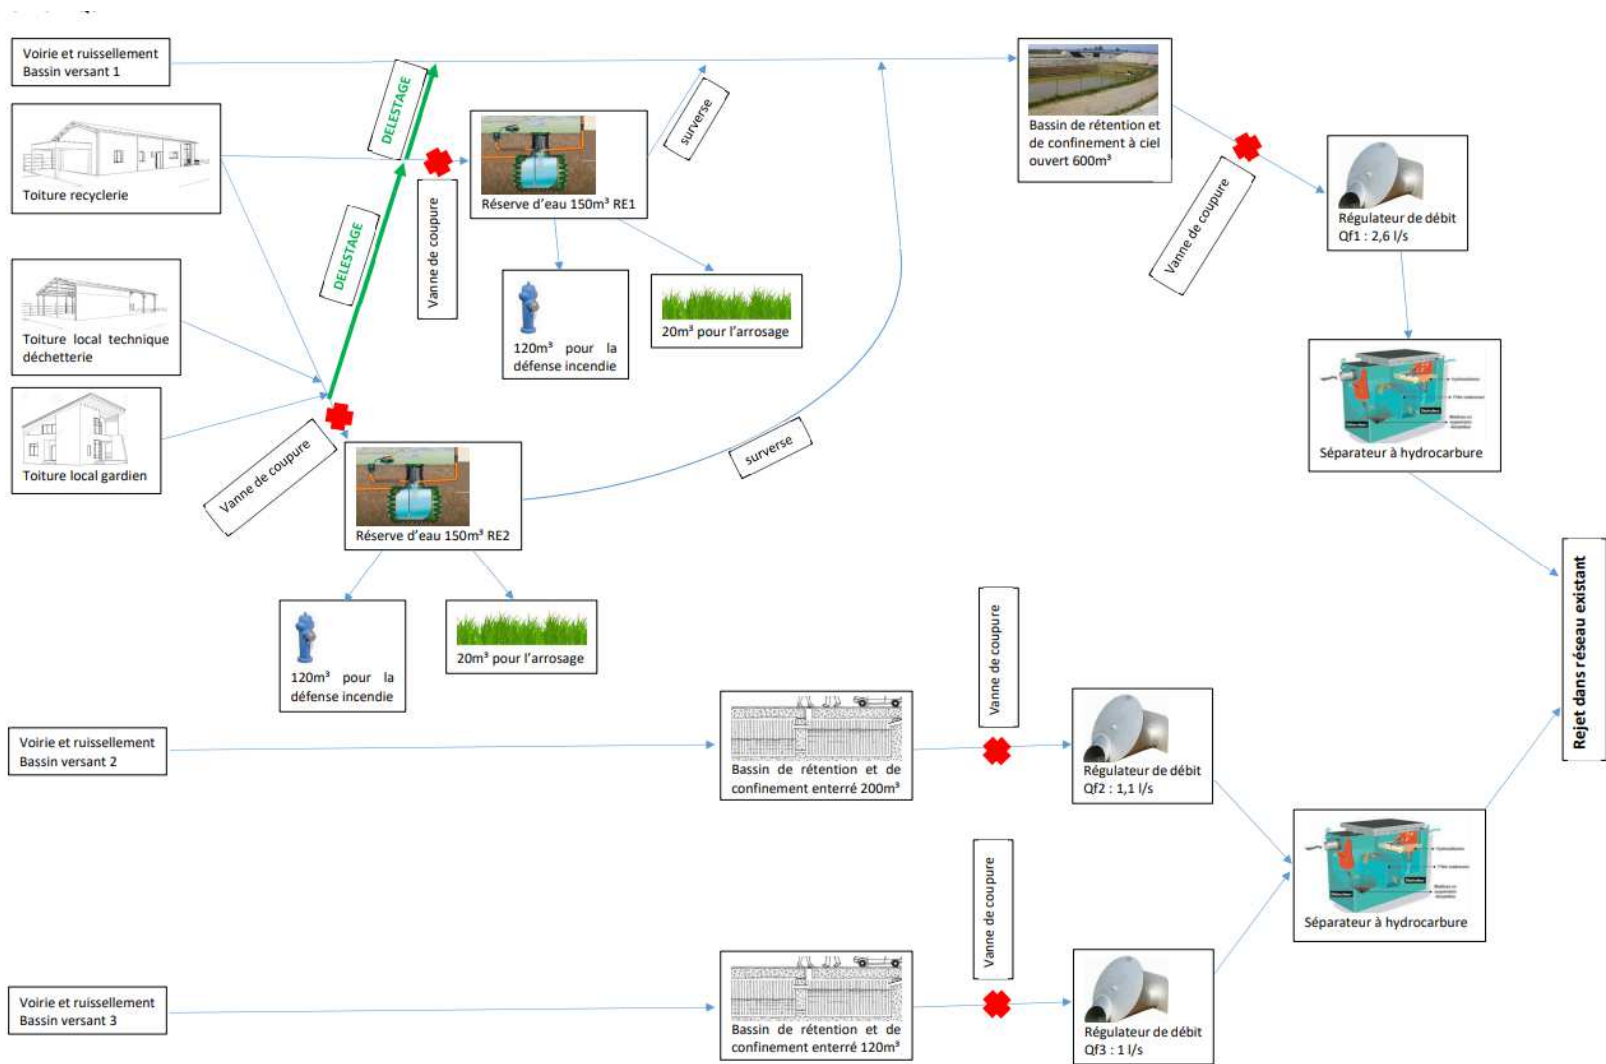 Voirie et ruissellement
Bassin versant 1
DELESTAGE
surverse
Bassin de rétention et
de confinement à ciel
ouvert 600m³
Toiture recyclerie
Vanne de coupure
Réserve d'eau 150m³ RE1
Vanne de coupure
Régulateur de débit
Qf1 : 2,6 l/s
DELESTAGE
120m³ pour la
défense incendie
20m³ pour l'arrosage
Toiture local technique
déchetterie
Toiture local gardien
Vanne de coupure
Réserve d'eau 150m³ RE2
surverse
Séparateur à hydrocarbure
120m³ pour la
défense incendie
20m³ pour l'arrosage
Rejet dans réseau existant
Voirie et ruissellement
Bassin versant 2
Bassin de rétention et de
confinement enterré 200m³
Vanne de coupure
Régulateur de débit
Qf2 : 1,1 l/s
Séparateur à hydrocarbure
Voirie et ruissellement
Bassin versant 3
Bassin de rétention et de
confinement enterré 120m³
Vanne de coupure
Régulateur de débit
Qf3 : 1 l/s